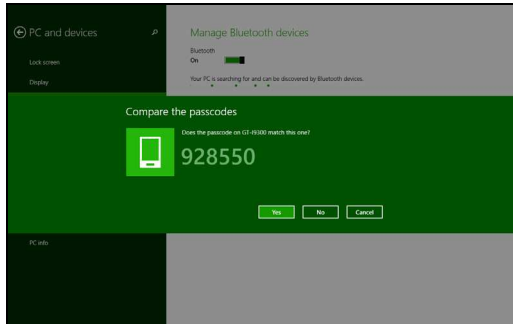 PC and devices
Manage Bluetooth devices
Bluetooth
On
Lock screen
Your PC is searching for and can be discovered by Bluetooth devices.
Display
Compare the passcodes
Does the passcode on GT-I9300 match this one?
928550
Yes No Cancel
PC info